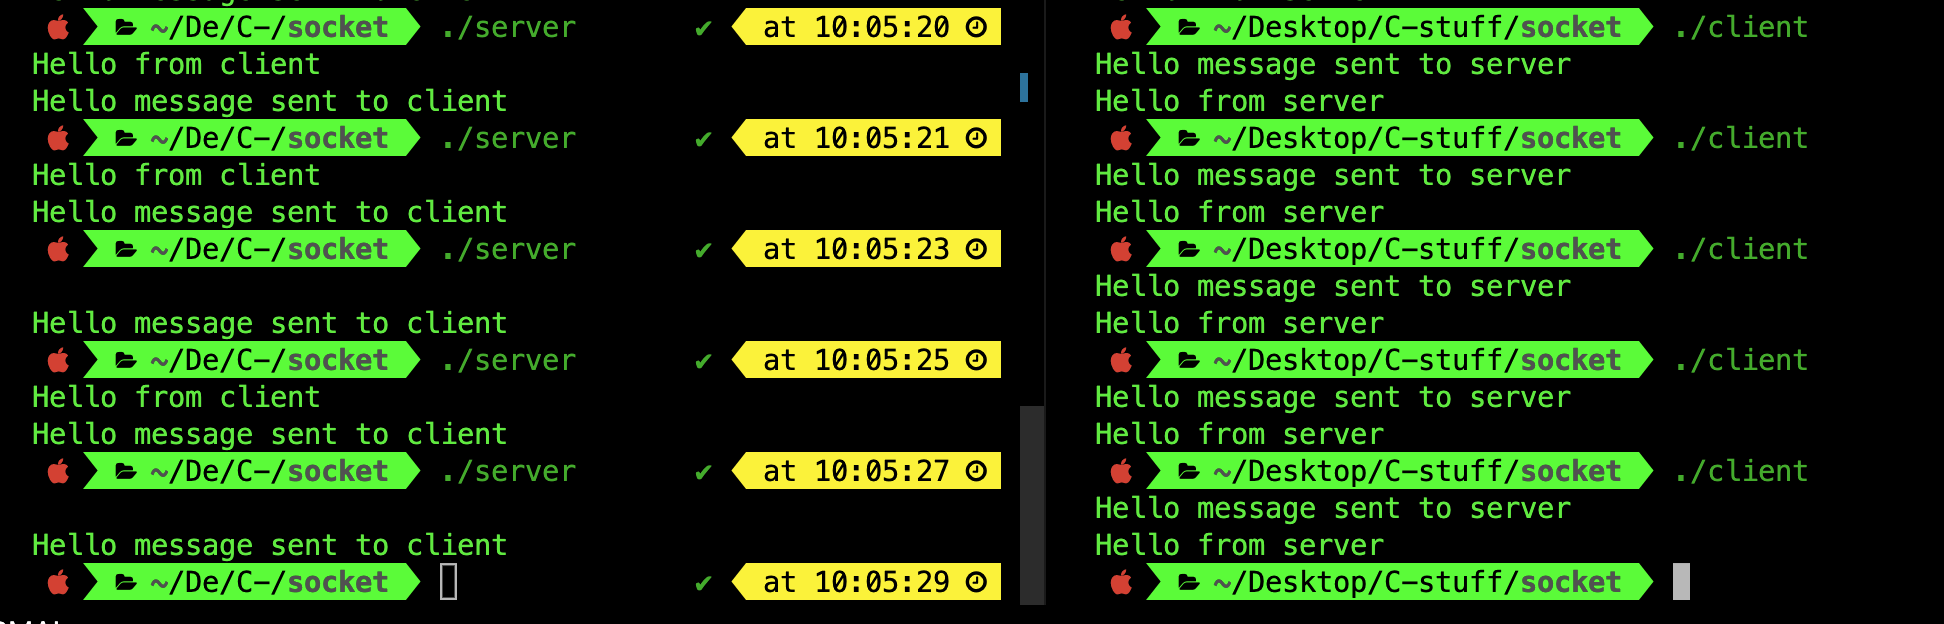 ~/De/C-/socket ./server ✔ at 10:05:20
Hello from client
Hello message sent to client
~/De/C-/socket ./server ✔ at 10:05:21
Hello from client
Hello message sent to client
~/De/C-/socket ./server ✔ at 10:05:23
Hello message sent to client
~/De/C-/socket ./server ✔ at 10:05:25
Hello from client
Hello message sent to client
~/De/C-/socket ./server ✔ at 10:05:27
Hello message sent to client
~/De/C-/socket ✔ at 10:05:29
~/Desktop/C-stuff/socket ./client
Hello message sent to server
Hello from server
~/Desktop/C-stuff/socket ./client
Hello message sent to server
Hello from server
~/Desktop/C-stuff/socket ./client
Hello message sent to server
Hello from server
~/Desktop/C-stuff/socket ./client
Hello message sent to server
Hello from server
~/Desktop/C-stuff/socket ./client
Hello message sent to server
Hello from server
~/Desktop/C-stuff/socket